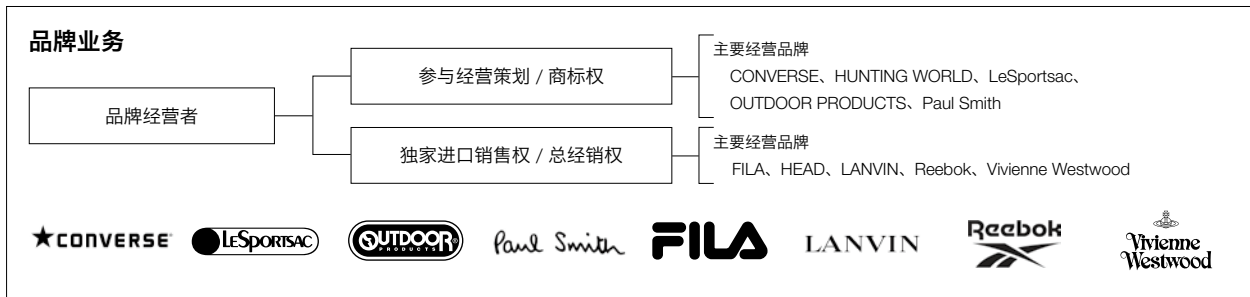 品牌业务
品牌经营者
参与经营策划 / 商标权
主要经营品牌
CONVERSE、HUNTING WORLD、LeSportsac、
OUTDOOR PRODUCTS、Paul Smith
独家进口销售权 / 总经销权
主要经营品牌
FILA、HEAD、LANVIN、Reebok、Vivienne Westwood
CONVERSE
LESPORTSAC
OUTDOOR®
PRODUCTS
Paul Smith
FILA
LANVIN
Reebok
Vivienne
Westwood